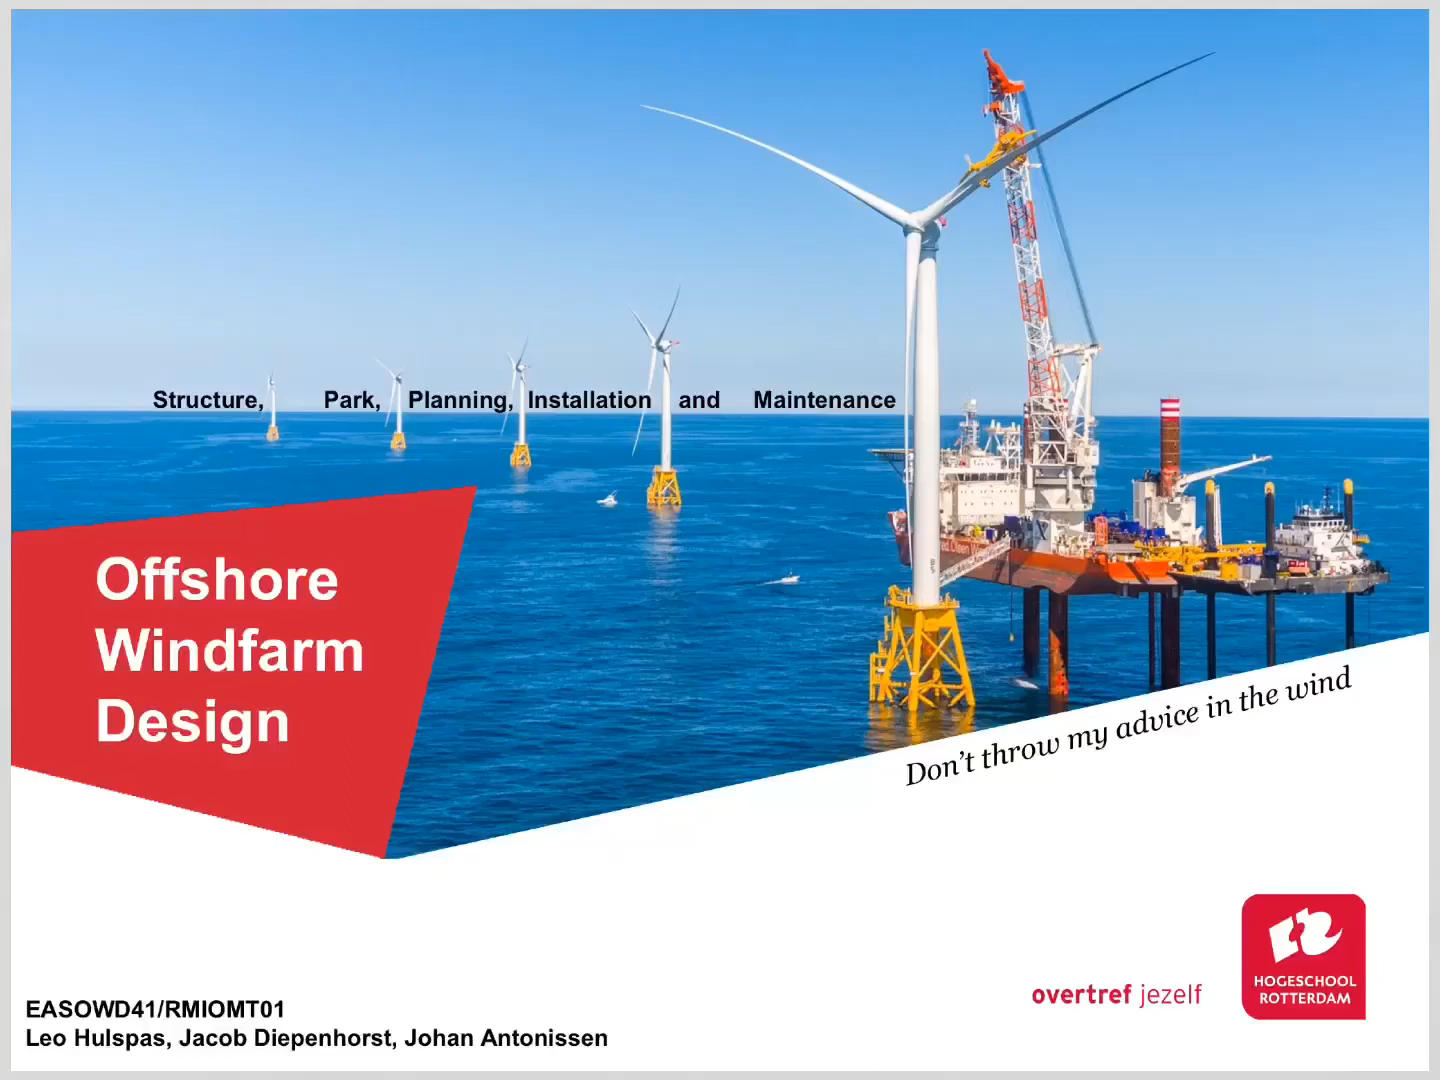 Structure, Park, Planning, Installation and Maintenance
Offshore
Windfarm
Design
Don't throw my advice in the wind
overtref jezelf
HOGESCHOOL
ROTTERDAM
EASOWD41/RMIOMT01
Leo Hulspas, Jacob Diepenhorst, Johan Antonissen